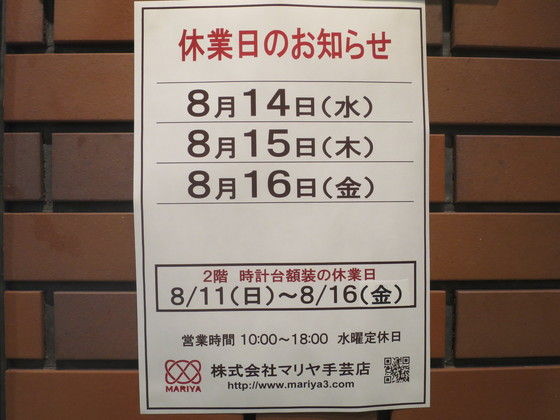 休業日のお知らせ
8月14日(水)
8月15日(木)
8月16日(金)
2階 時計台額装の休業日
8/11(日)～8/16(金)
営業時間 10:00～18:00 水曜定休日
株式会社マリヤ手芸店
MARIYA
http://www.mariya3.com